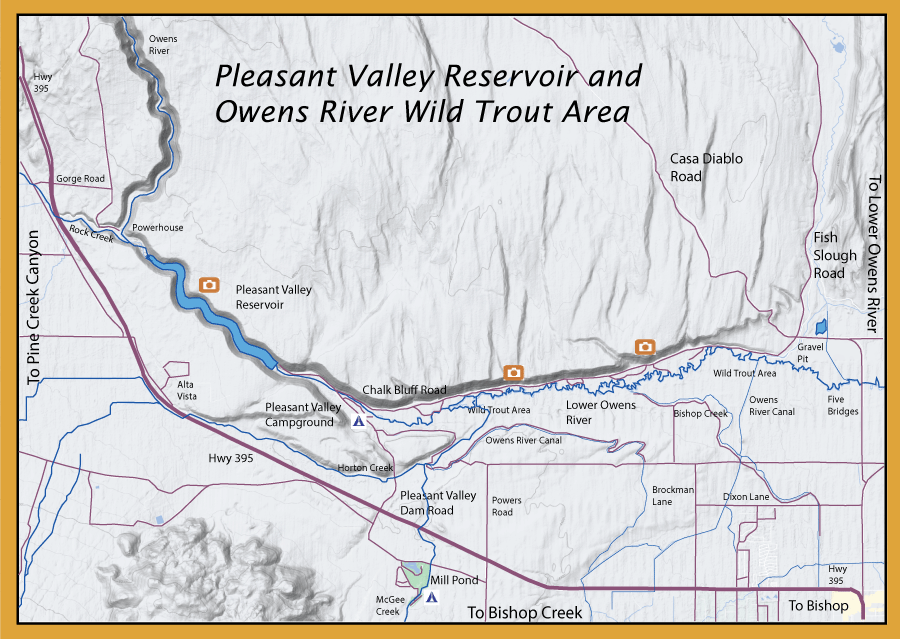 Owens
River
Hwy
395
Pleasant Valley Reservoir and
Owens River Wild Trout Area
Casa Diablo
Road
Gorge Road
To Lower Owens River
Rock Creek
Powerhouse
To Pine Creek Canyon
Fish
Slough
Road
Pleasant Valley
Reservoir
Gravel
Pit
Wild Trout Area
Alta
Vista
Chalk Bluff Road
Pleasant Valley
Campground
Wild Trout Area
Lower Owens
River
Bishop Creek
Owens
River Canal
Five
Bridges
Owens River Canal
Hwy 395
Horton Creek
Pleasant Valley
Dam Road
Powers
Road
Brockman
Lane
Dixon Lane
Mill Pond
Hwy
395
McGee
Creek
To Bishop Creek
To Bishop